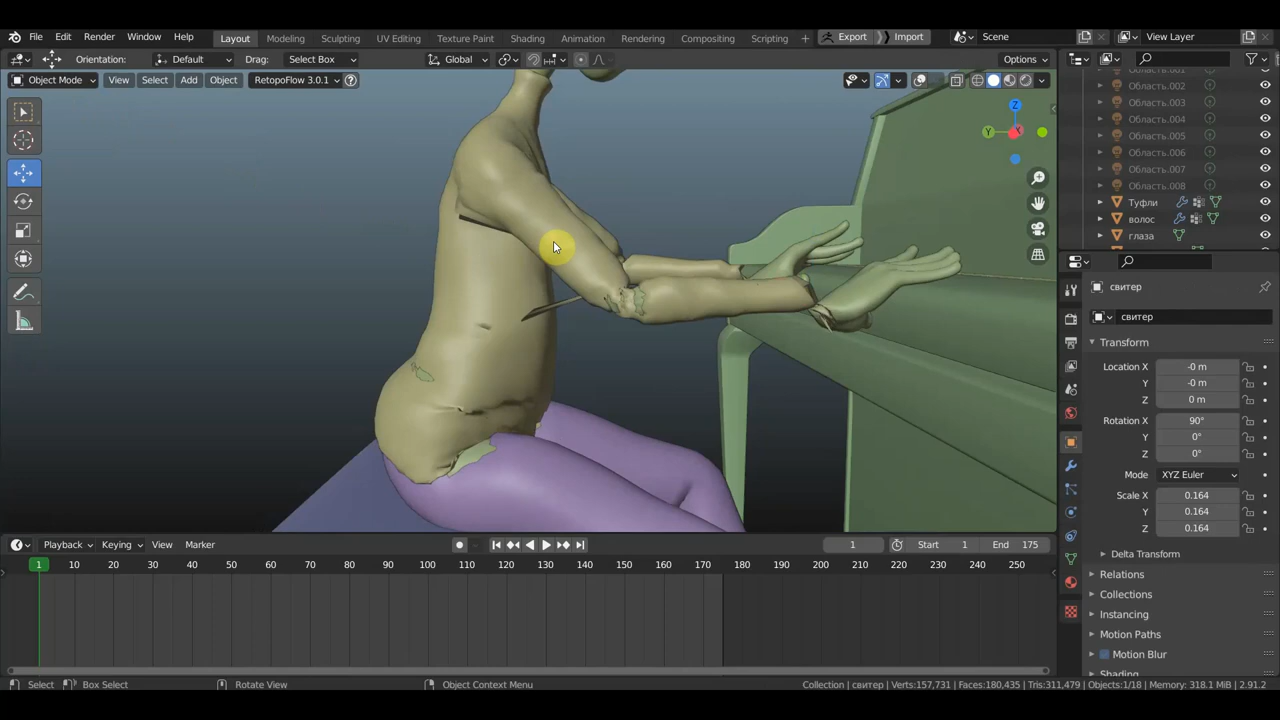 File Edit Render Window Help Layout Modeling Sculpting UV Editing Texture Paint Shading Animation Rendering Compositing Scripting + Export Import Scene View Layer
Orientation: Default Drag: Select Box Global Options
Object Mode View Select Add Object RetopoFlow 3.0.1
Область.002
Область.003
Область.004
Область.005
Область.006
Область.007
Область.008
Туфли
волос
глаза
Z
Y
X
свитер
свитер
Transform
Location X -0 m
Y -0 m
Z 0 m
Rotation X 90°
Y 0°
Z 0°
Mode XYZ Euler
Scale X 0.164
Y 0.164
Z 0.164
Delta Transform
Relations
Collections
Instancing
Motion Paths
Motion Blur
Shading
Playback Keying View Marker 1 Start 1 End 175
1 10 20 30 40 50 60 70 80 90 100 110 120 130 140 150 160 170 180 190 200 210 220 230 240 250
Select Box Select Rotate View Object Context Menu Collection | свитер | Verts:157,731 | Faces:180,435 | Tris:311,479 | Objects:1/18 | Memory: 318.1 MiB | 2.91.2